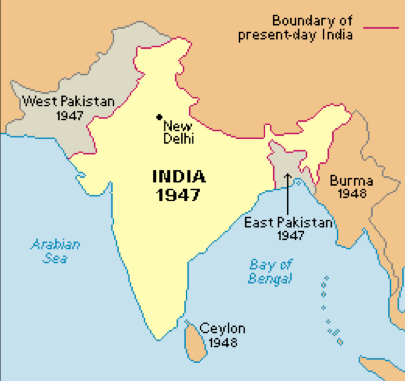 Boundary of
present-day India
West Pakistan
1947
New
Delhi
INDIA
1947
Burma
1948
East Pakistan
1947
Arabian
Sea
Bay of
Bengal
Ceylon
1948